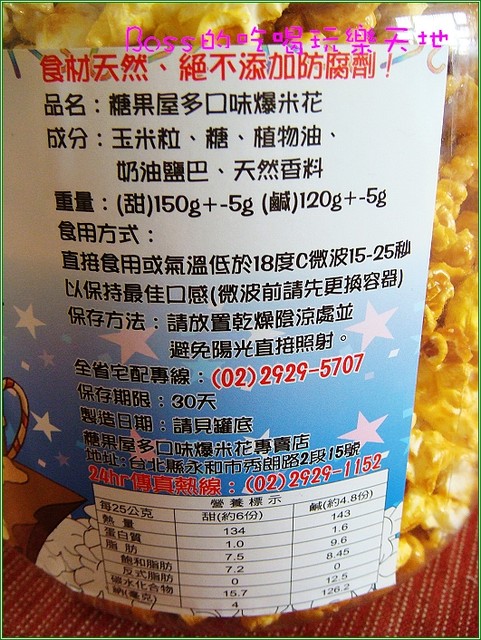 Boss的吃喝玩樂天地
食材天然、絕不添加防腐劑!
品名：糖果屋多口味爆米花
成分：玉米粒、糖、植物油、
奶油鹽巴、天然香料
重量：(甜)150g+-5g (鹹)120g+-5g
食用方式：
直接食用或氣溫低於18度C微波15-25秒
以保持最佳口感(微波前請先更換容器)
保存方法：請放置乾燥陰涼處並
避免陽光直接照射。
全省宅配專線：(02)2929-5707
保存期限：30天
製造日期：請見罐底
糖果屋多口味爆米花專賣店
地址:台北縣永和市秀朗路2段15號
24hr傳真熱線：(02)2929-1152
營養標示
每25公克 甜(約6份) 鹹(約4.8份)
熱量 134 143
蛋白質 1.0 1.6
脂肪 7.5 9.6
飽和脂肪 7.2 8.45
反式脂肪 0 0
碳水化合物 15.7 12.5
鈉(毫克) 4 126.2